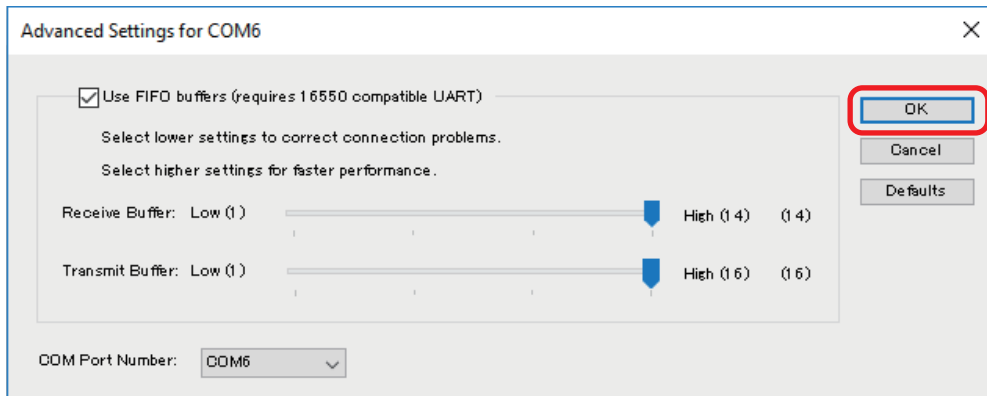 Advanced Settings for COM6
Use FIFO buffers (requires 16550 compatible UART)
OK
Select lower settings to correct connection problems.
Cancel
Select higher settings for faster performance.
Defaults
Receive Buffer: Low (1) High (14) (14)
Transmit Buffer: Low (1) High (16) (16)
COM Port Number: COM6